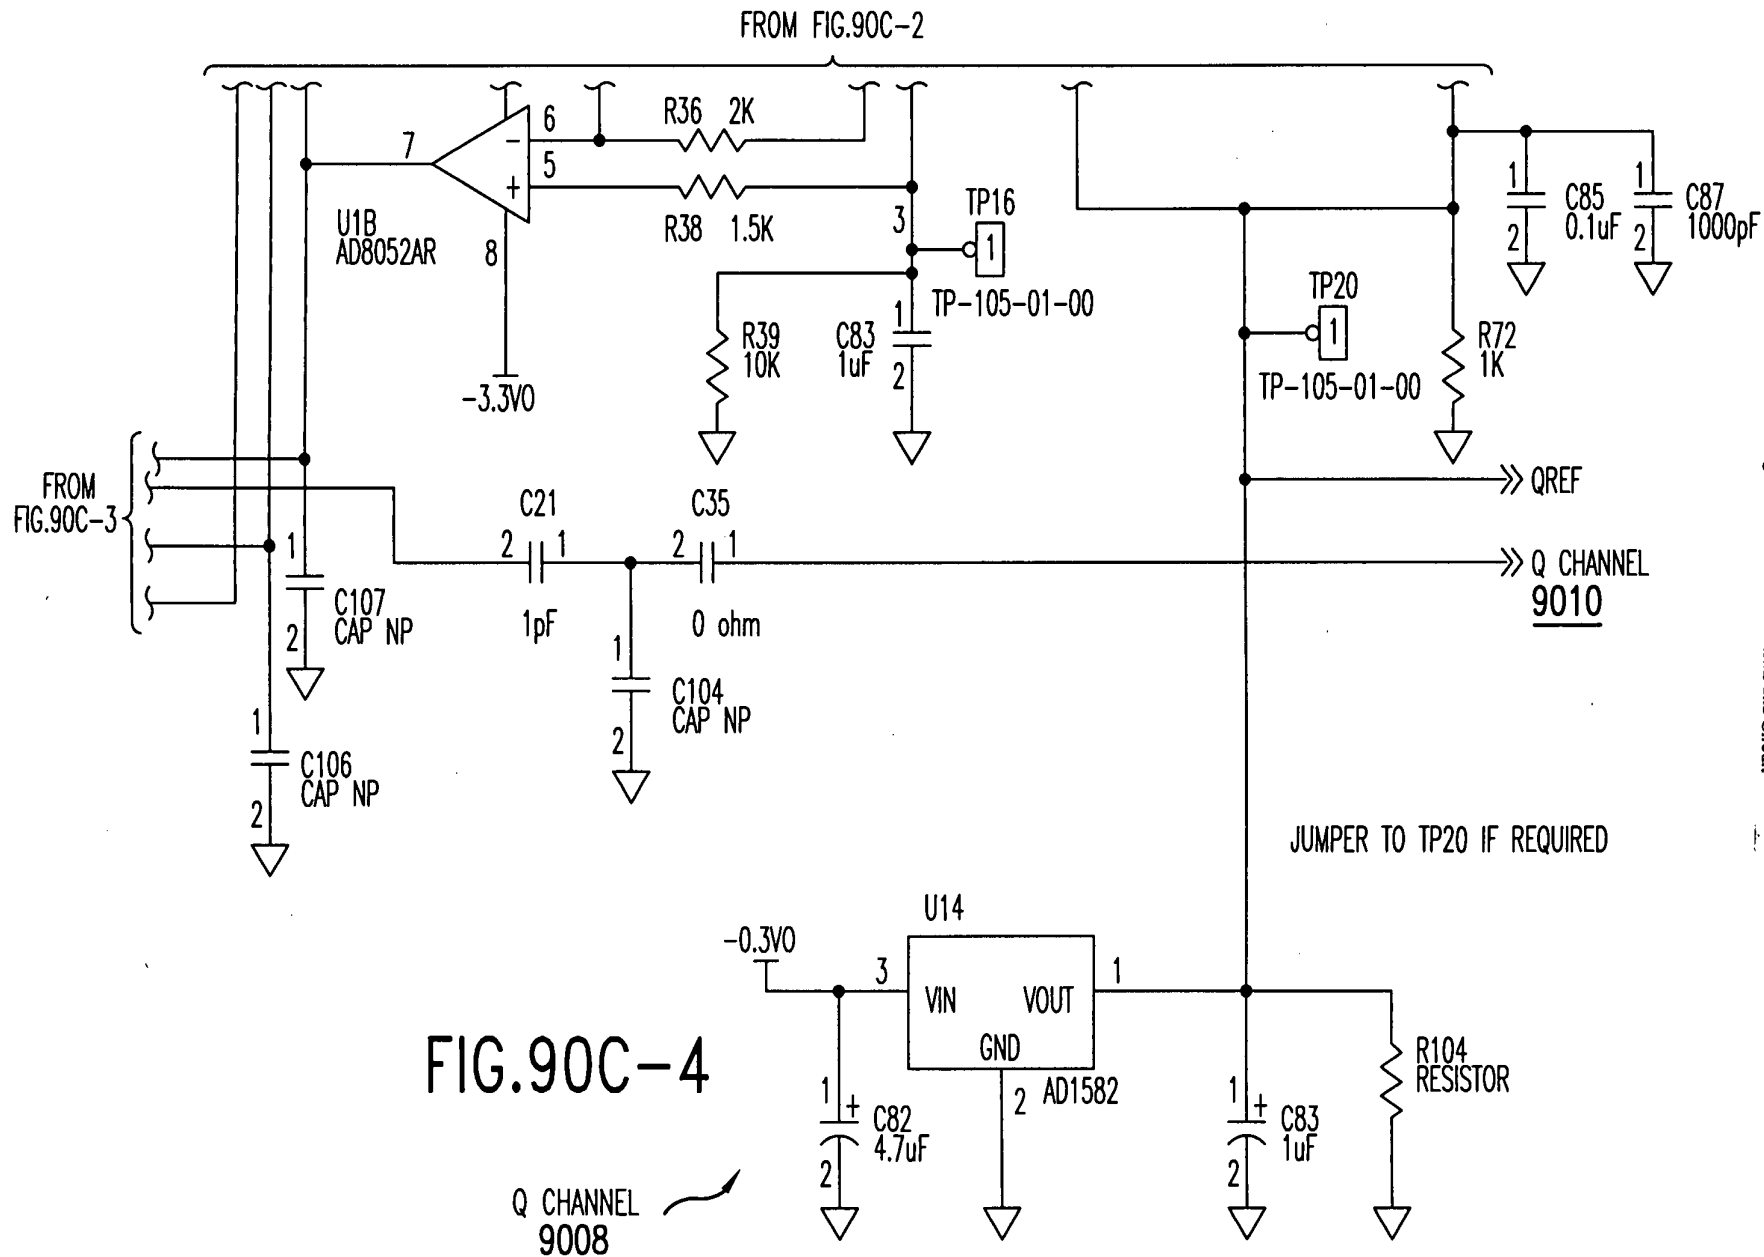 FROM FIG.90C-2
R36 2K
6
7
-
5
+
R38 1.5K
U1B
AD8052AR
8
-3.3VO
3
TP16
1
TP-105-01-00
1
C83
1uF
2
R39
10K
1
C85
0.1uF
2
1
C87
1000pF
2
TP20
1
TP-105-01-00
R72
1K
FROM
FIG.90C-3
QREF
C21
2 1
1pF
C35
2 1
0 ohm
Q CHANNEL
9010
1
C107
CAP NP
2
1
C104
CAP NP
2
1
C106
CAP NP
2
JUMPER TO TP20 IF REQUIRED
U14
-0.3VO
3
VIN VOUT
1
GND
2
AD1582
FIG.90C-4
1
+
C82
4.7uF
2
1
+
C83
1uF
2
R104
RESISTOR
Q CHANNEL
9008